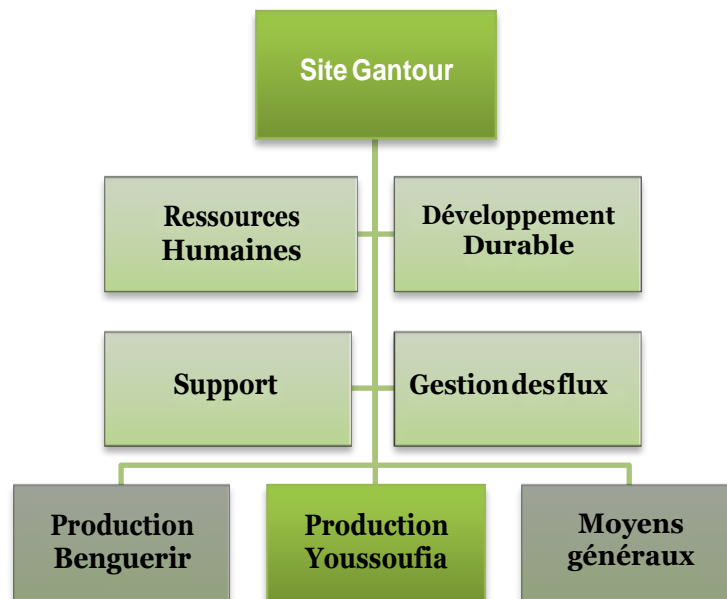 Site Gantour
Ressources
Humaines
Développement
Durable
Support
Gestion des flux
Production
Benguerir
Production
Youssoufia
Moyens
généraux